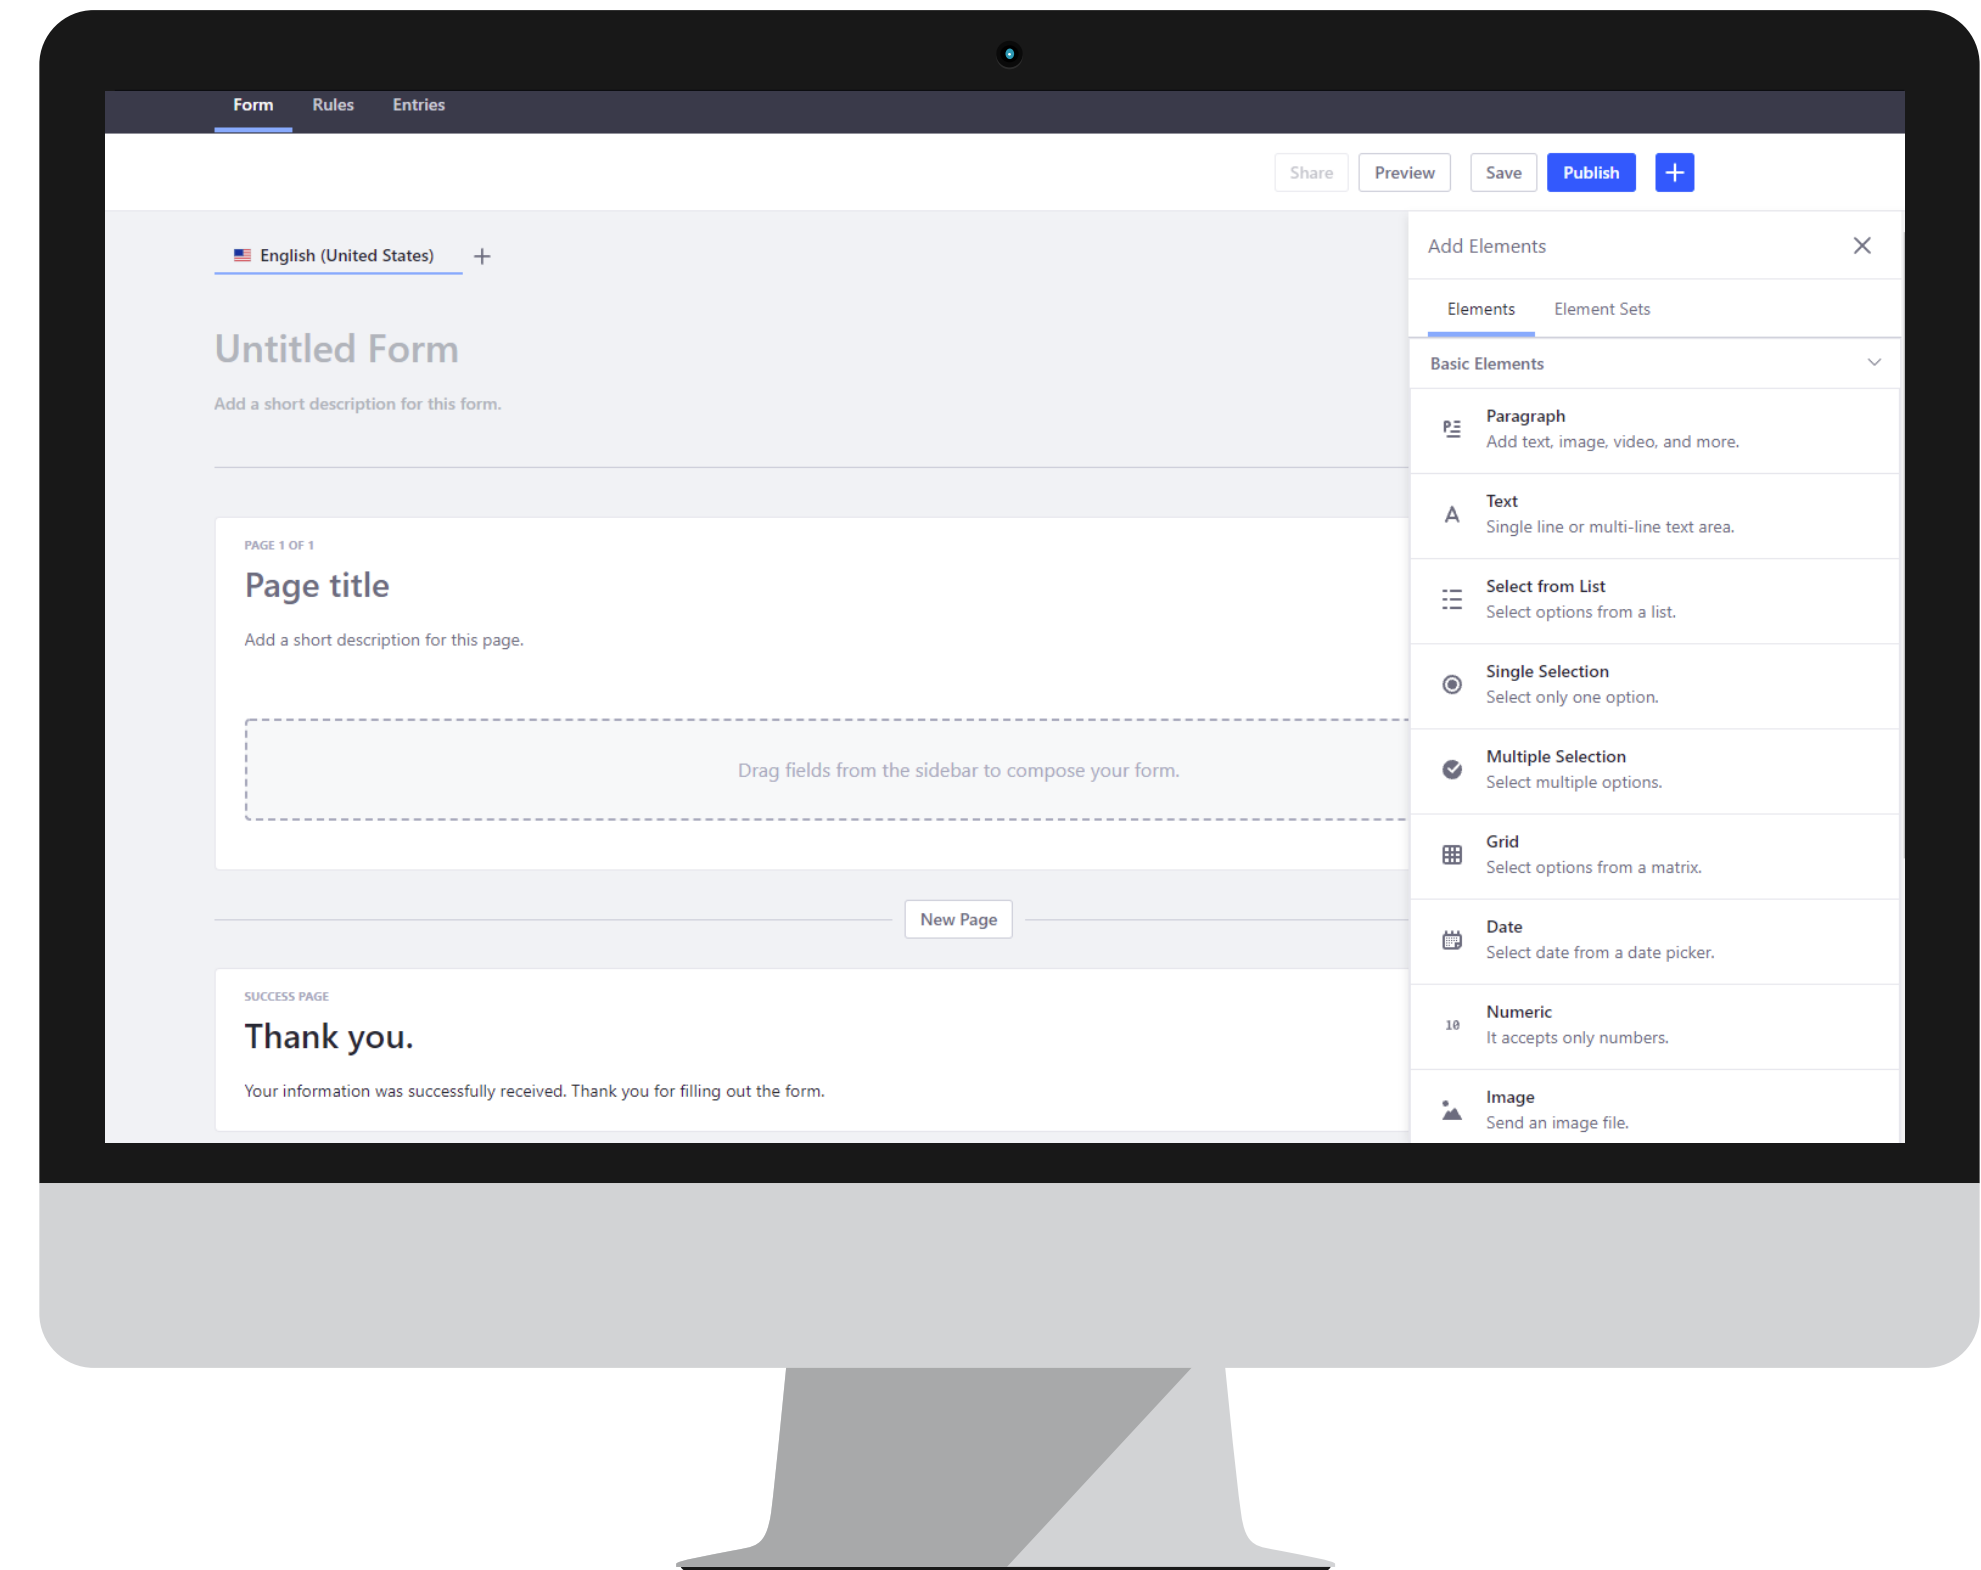 Form Rules Entries
Share Preview Save Publish
English (United States)
Untitled Form
Add a short description for this form.
PAGE 1 OF 1
Page title
Add a short description for this page.
Drag fields from the sidebar to compose your form.
New Page
SUCCESS PAGE
Thank you.
Your information was successfully received. Thank you for filling out the form.
Add Elements
Elements Element Sets
Basic Elements
Paragraph
Add text, image, video, and more.
Text
Single line or multi-line text area.
Select from List
Select options from a list.
Single Selection
Select only one option.
Multiple Selection
Select multiple options.
Grid
Select options from a matrix.
Date
Select date from a date picker.
10
Numeric
It accepts only numbers.
Image
Send an image file.